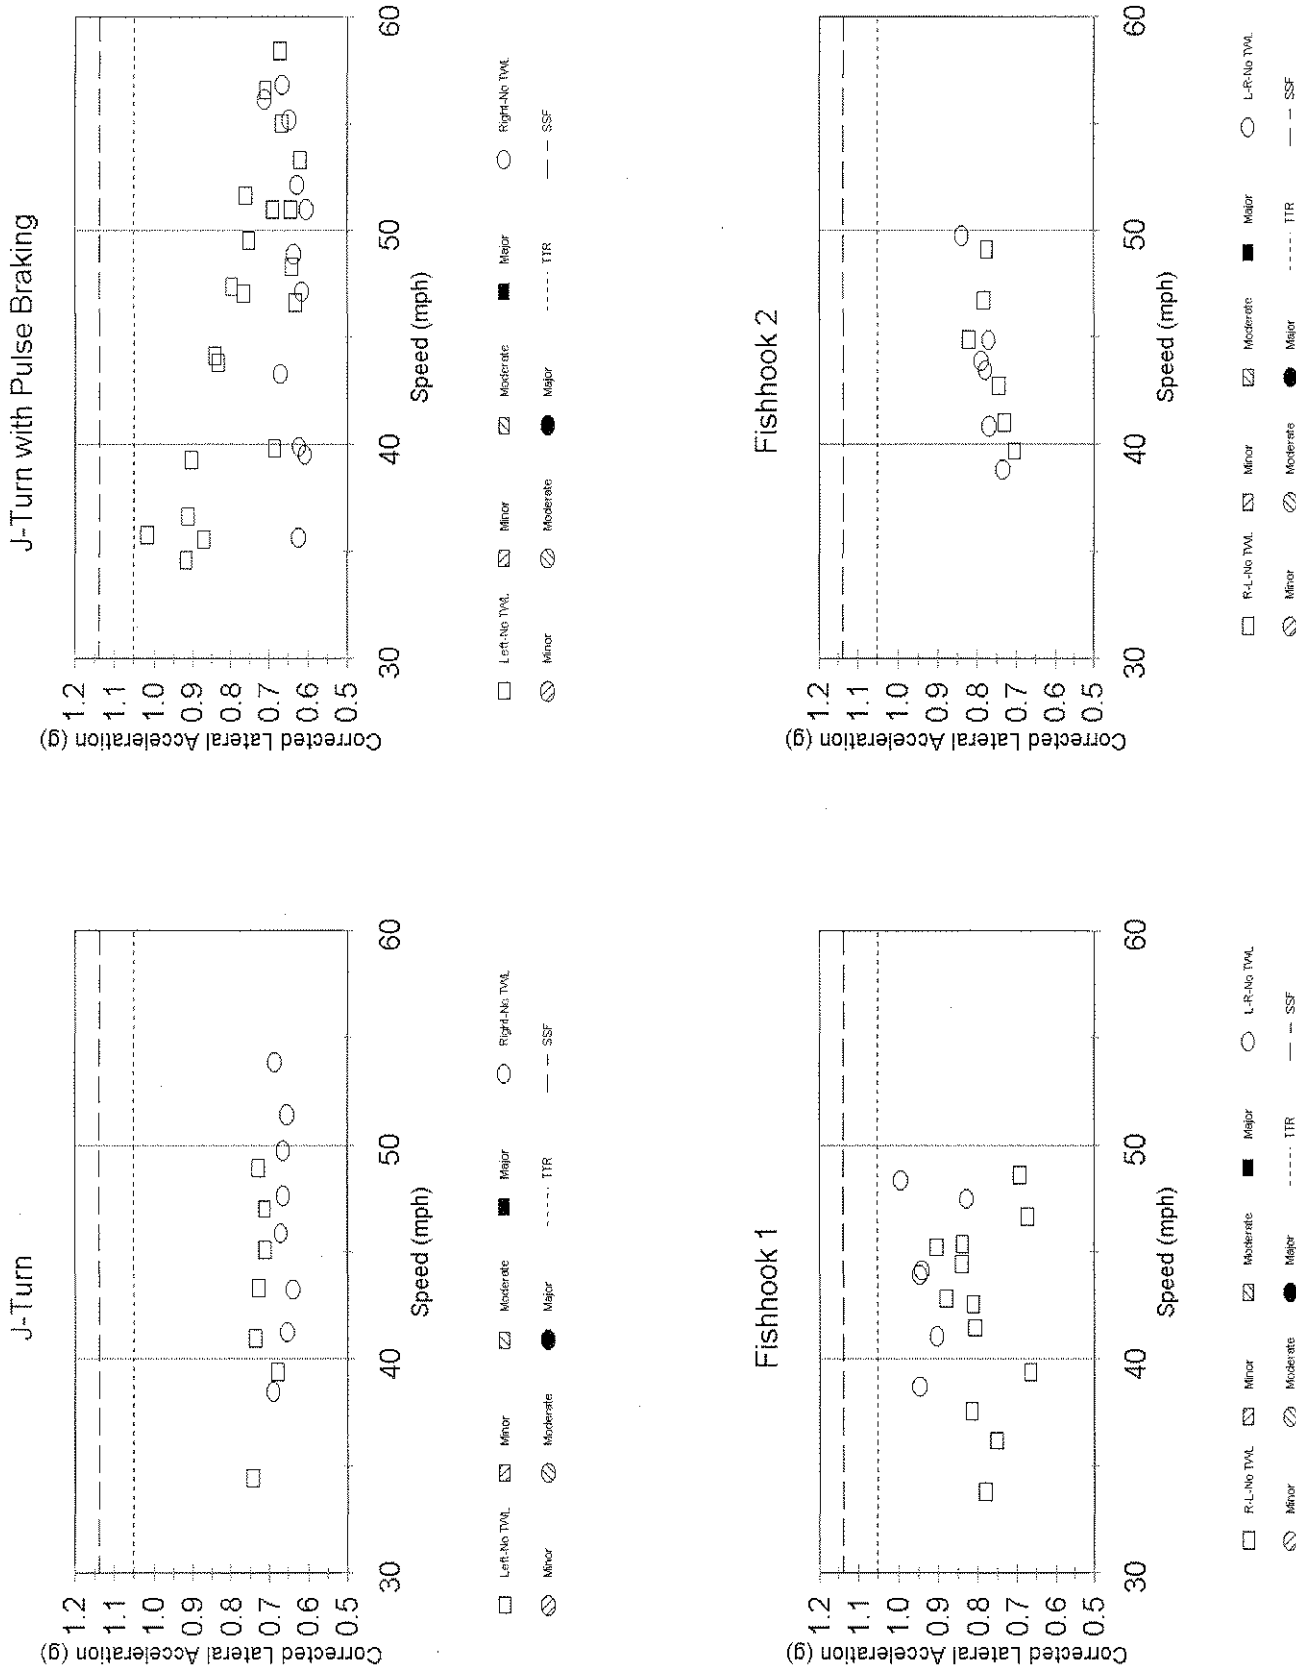 J-Turn
Corrected Lateral Acceleration (g)
1.2
1.1
1.0
0.9
0.8
0.7
0.6
0.5
30
40
50
60
Speed (mph)
Left-No TWL Minor Moderate Major Right-No TWL
Minor Moderate Major TTR SSF
J-Turn with Pulse Braking
Corrected Lateral Acceleration (g)
1.2
1.1
1.0
0.9
0.8
0.7
0.6
0.5
30
40
50
60
Speed (mph)
Left-No TWL Minor Moderate Major Right-No TWL
Minor Moderate Major TTR SSF
Fishhook 1
Corrected Lateral Acceleration (g)
1.2
1.1
1.0
0.9
0.8
0.7
0.6
0.5
30
40
50
60
Speed (mph)
R-L-No TWL Minor Moderate Major L-R-No TWL
Minor Moderate Major TTR SSF
Fishhook 2
Corrected Lateral Acceleration (g)
1.2
1.1
1.0
0.9
0.8
0.7
0.6
0.5
30
40
50
60
Speed (mph)
R-L-No TWL Minor Moderate Major L-R-No TWL
Minor Moderate Major TTR SSF